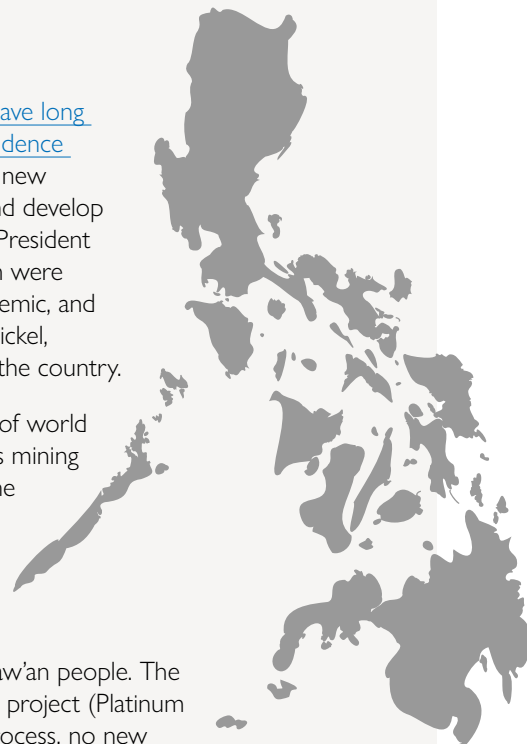 ave long
dence
new
nd develop
President
n were
emic, and
ickel,
the country.
of world
s mining
ne
aw'an people. The
project (Platinum
ocess, no new